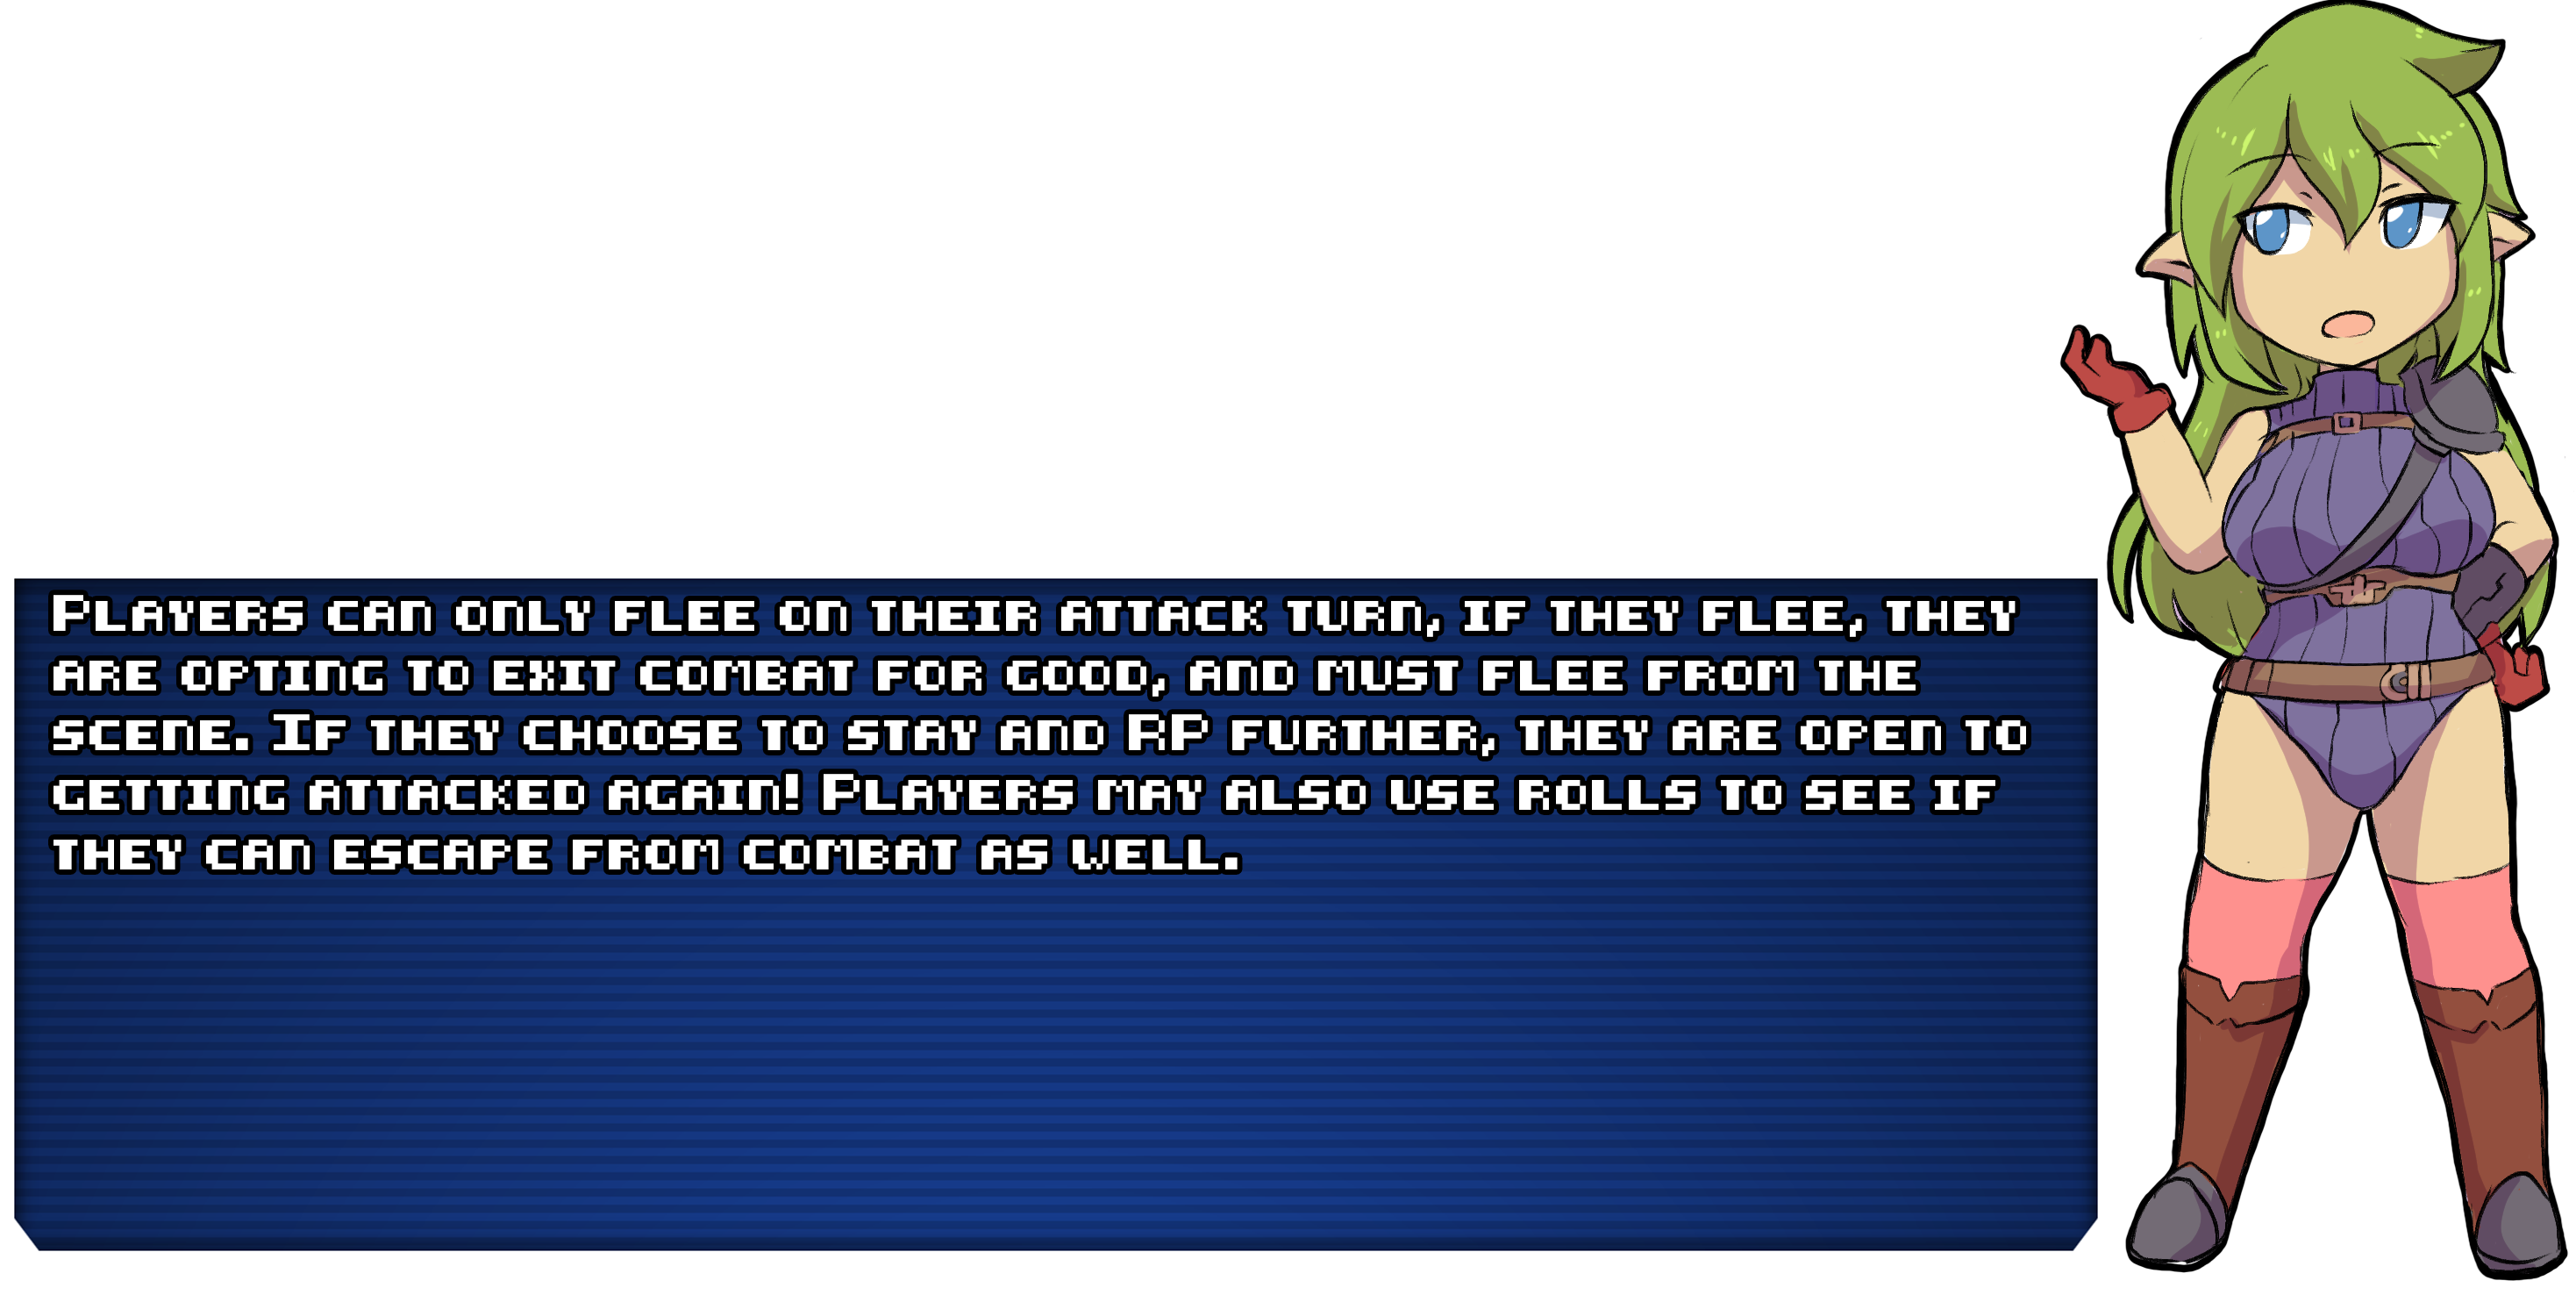 Players can only flee on their attack turn, if they flee, they
are opting to exit combat for good, and must flee from the
scene. If they choose to stay and RP further, they are open to
getting attacked again! Players may also use rolls to see if
they can escape from combat as well.